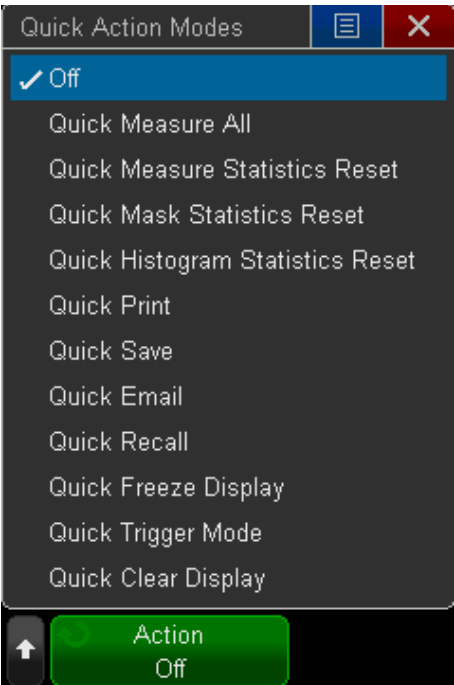 Quick Action Modes
Off
Quick Measure All
Quick Measure Statistics Reset
Quick Mask Statistics Reset
Quick Histogram Statistics Reset
Quick Print
Quick Save
Quick Email
Quick Recall
Quick Freeze Display
Quick Trigger Mode
Quick Clear Display
Action
Off